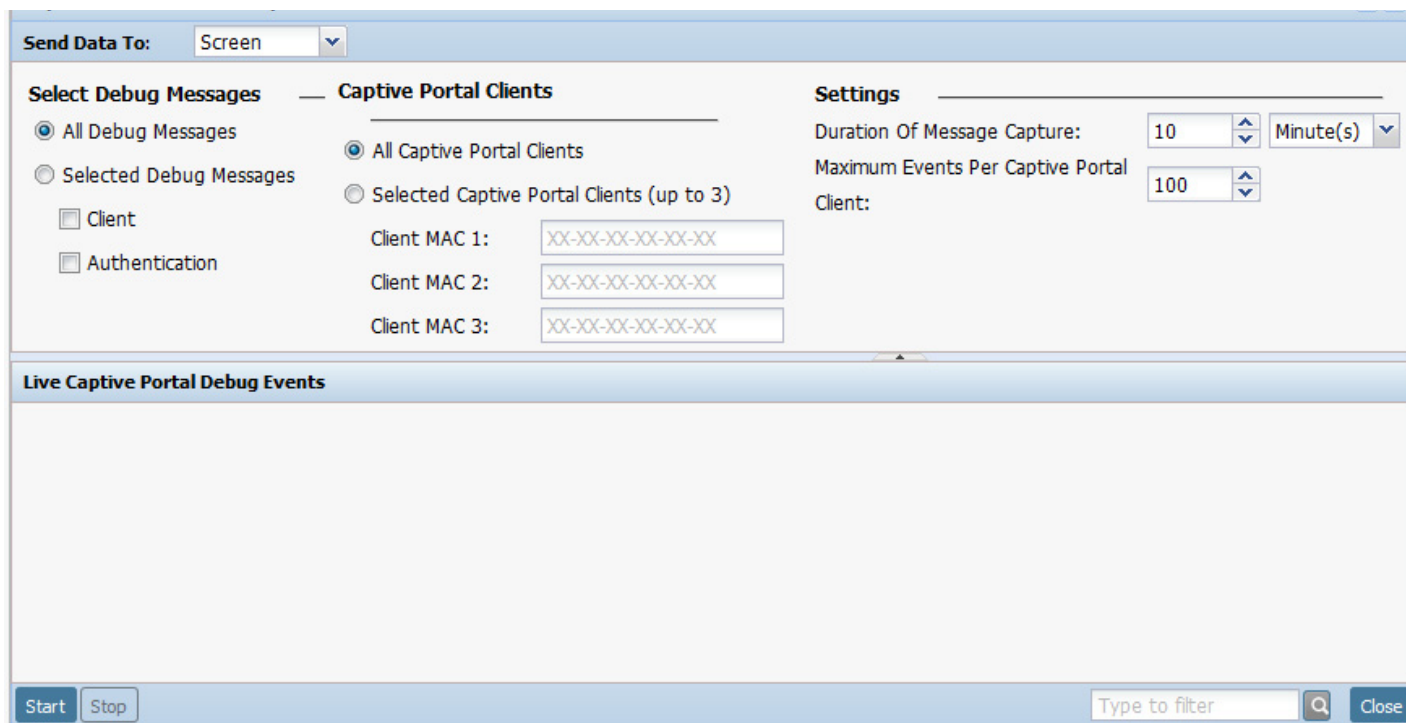 Send Data To: Screen
Select Debug Messages
All Debug Messages
Selected Debug Messages
Client
Authentication
Captive Portal Clients
All Captive Portal Clients
Selected Captive Portal Clients (up to 3)
Client MAC 1: XX-XX-XX-XX-XX-XX
Client MAC 2: XX-XX-XX-XX-XX-XX
Client MAC 3: XX-XX-XX-XX-XX-XX
Settings
Duration Of Message Capture: 10 Minute(s)
Maximum Events Per Captive Portal
Client: 100
Live Captive Portal Debug Events
Start Stop Type to filter Close